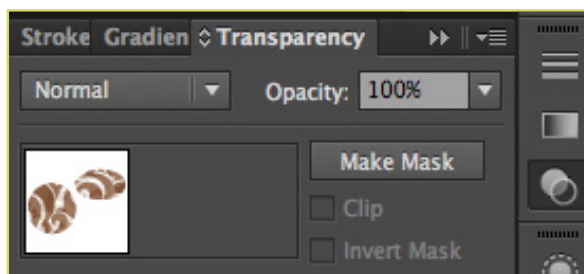 Stroke Gradien Transparency
Normal Opacity: 100%
Make Mask
Clip
Invert Mask